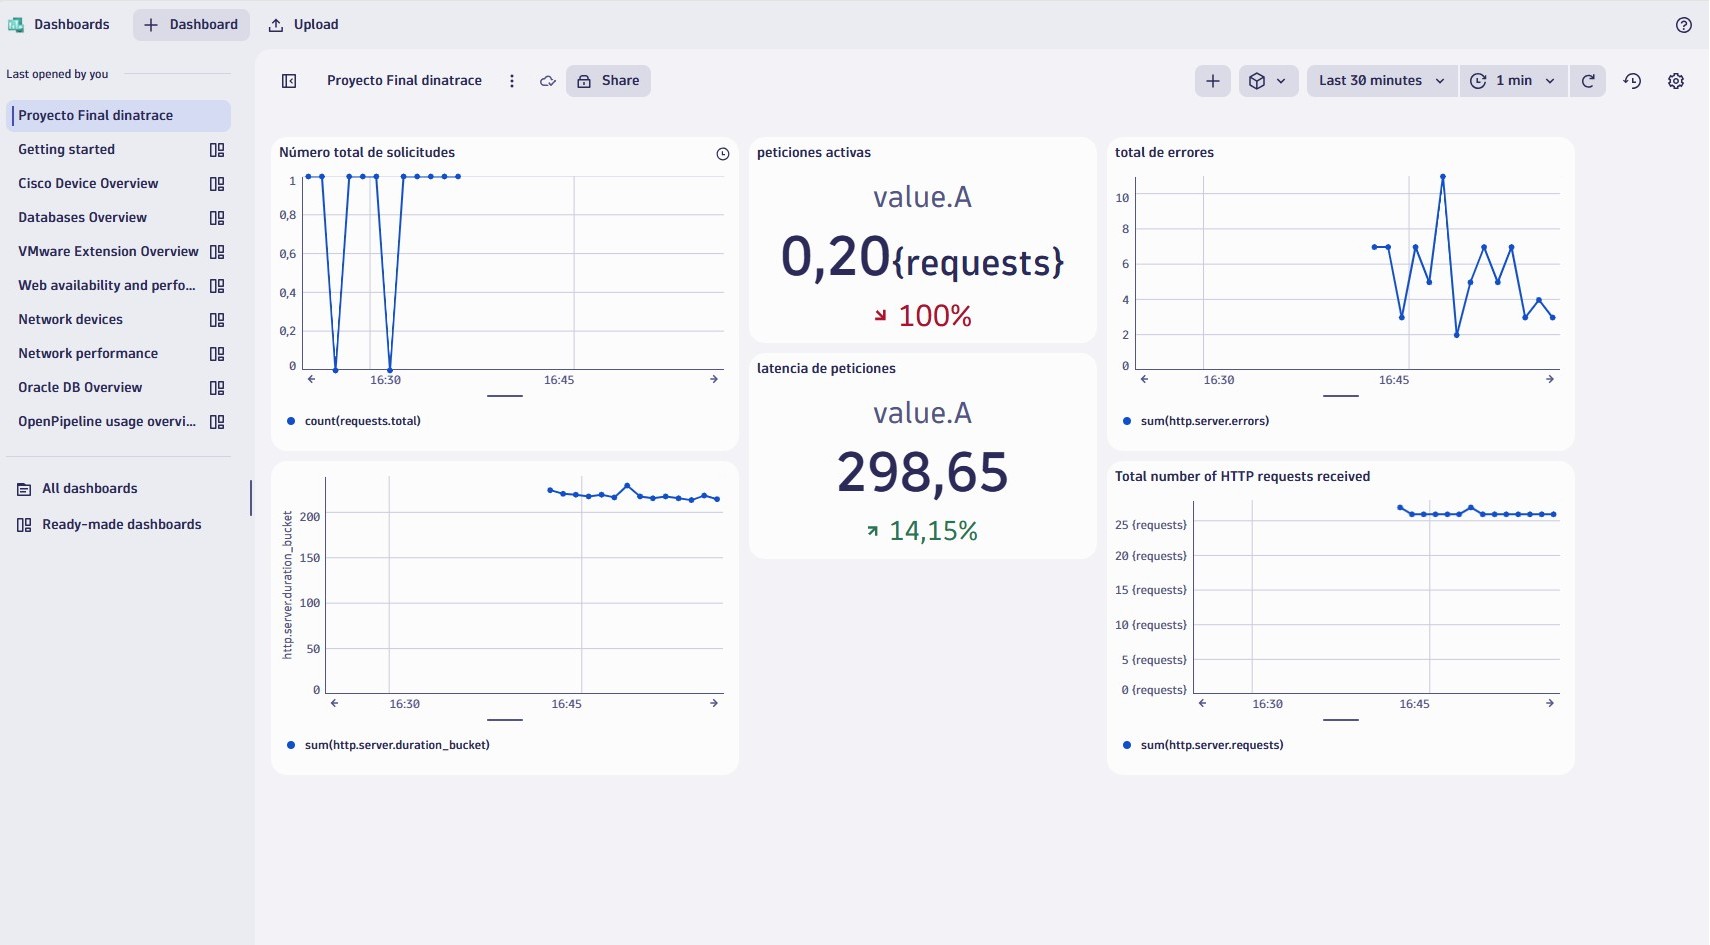 Dashboards
Dashboard
Upload
Last opened by you
Proyecto Final dinatrace
Getting started
Cisco Device Overview
Databases Overview
VMware Extension Overview
Web availability and perfo...
Network devices
Network performance
Oracle DB Overview
OpenPipeline usage overvi...
All dashboards
Ready-made dashboards
Proyecto Final dinatrace
Share
Last 30 minutes
1 min
Número total de solicitudes
1
0,8
0,6
0,4
0,2
0
16:30
16:45
count(requests.total)
peticiones activas
value.A
0,20{requests}
100%
latencia de peticiones
value.A
298,65
14,15%
total de errores
10
8
6
4
2
0
16:30
16:45
sum(http.server.errors)
http.server.duration_bucket
200
150
100
50
0
16:30
16:45
sum(http.server.duration_bucket)
Total number of HTTP requests received
25 {requests}
20 {requests}
15 {requests}
10 {requests}
5 {requests}
0 {requests}
16:30
16:45
sum(http.server.requests)